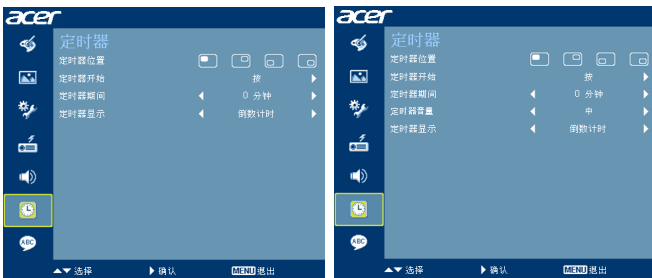 acer
定时器
定时器位置
定时器开始 按
定时器期间 0 分钟
定时器显示 倒数计时
ABC
选择 确认 MENU 退出
acer
定时器
定时器位置
定时器开始 按
定时器期间 0 分钟
定时器音量 中
定时器显示 倒数计时
ABC
选择 确认 MENU 退出